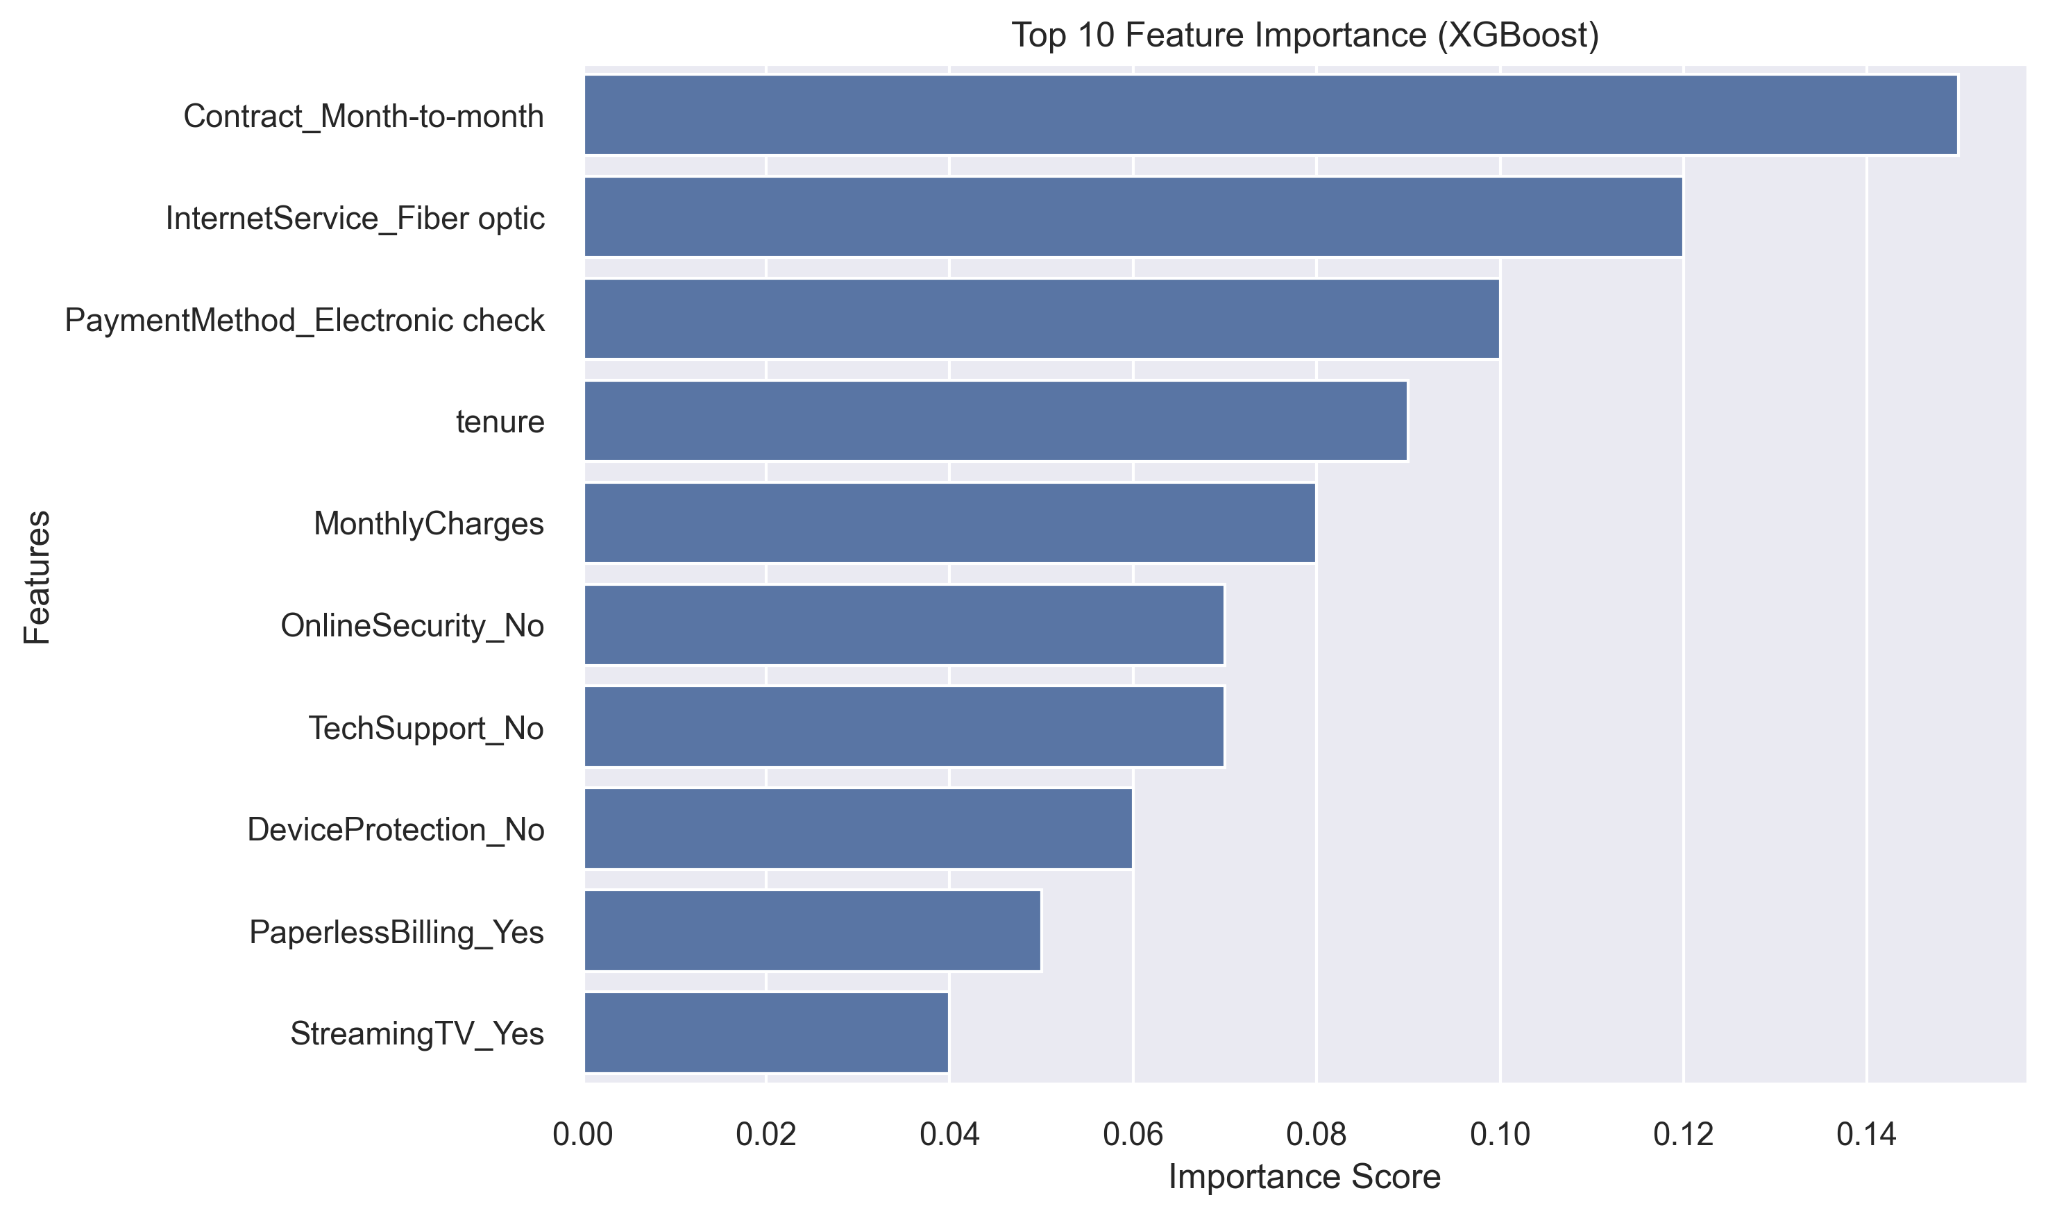 Top 10 Feature Importance (XGBoost)
Features
Contract_Month-to-month
InternetService_Fiber optic
PaymentMethod_Electronic check
tenure
MonthlyCharges
OnlineSecurity_No
TechSupport_No
DeviceProtection_No
PaperlessBilling_Yes
StreamingTV_Yes
0.00 0.02 0.04 0.06 0.08 0.10 0.12 0.14
Importance Score